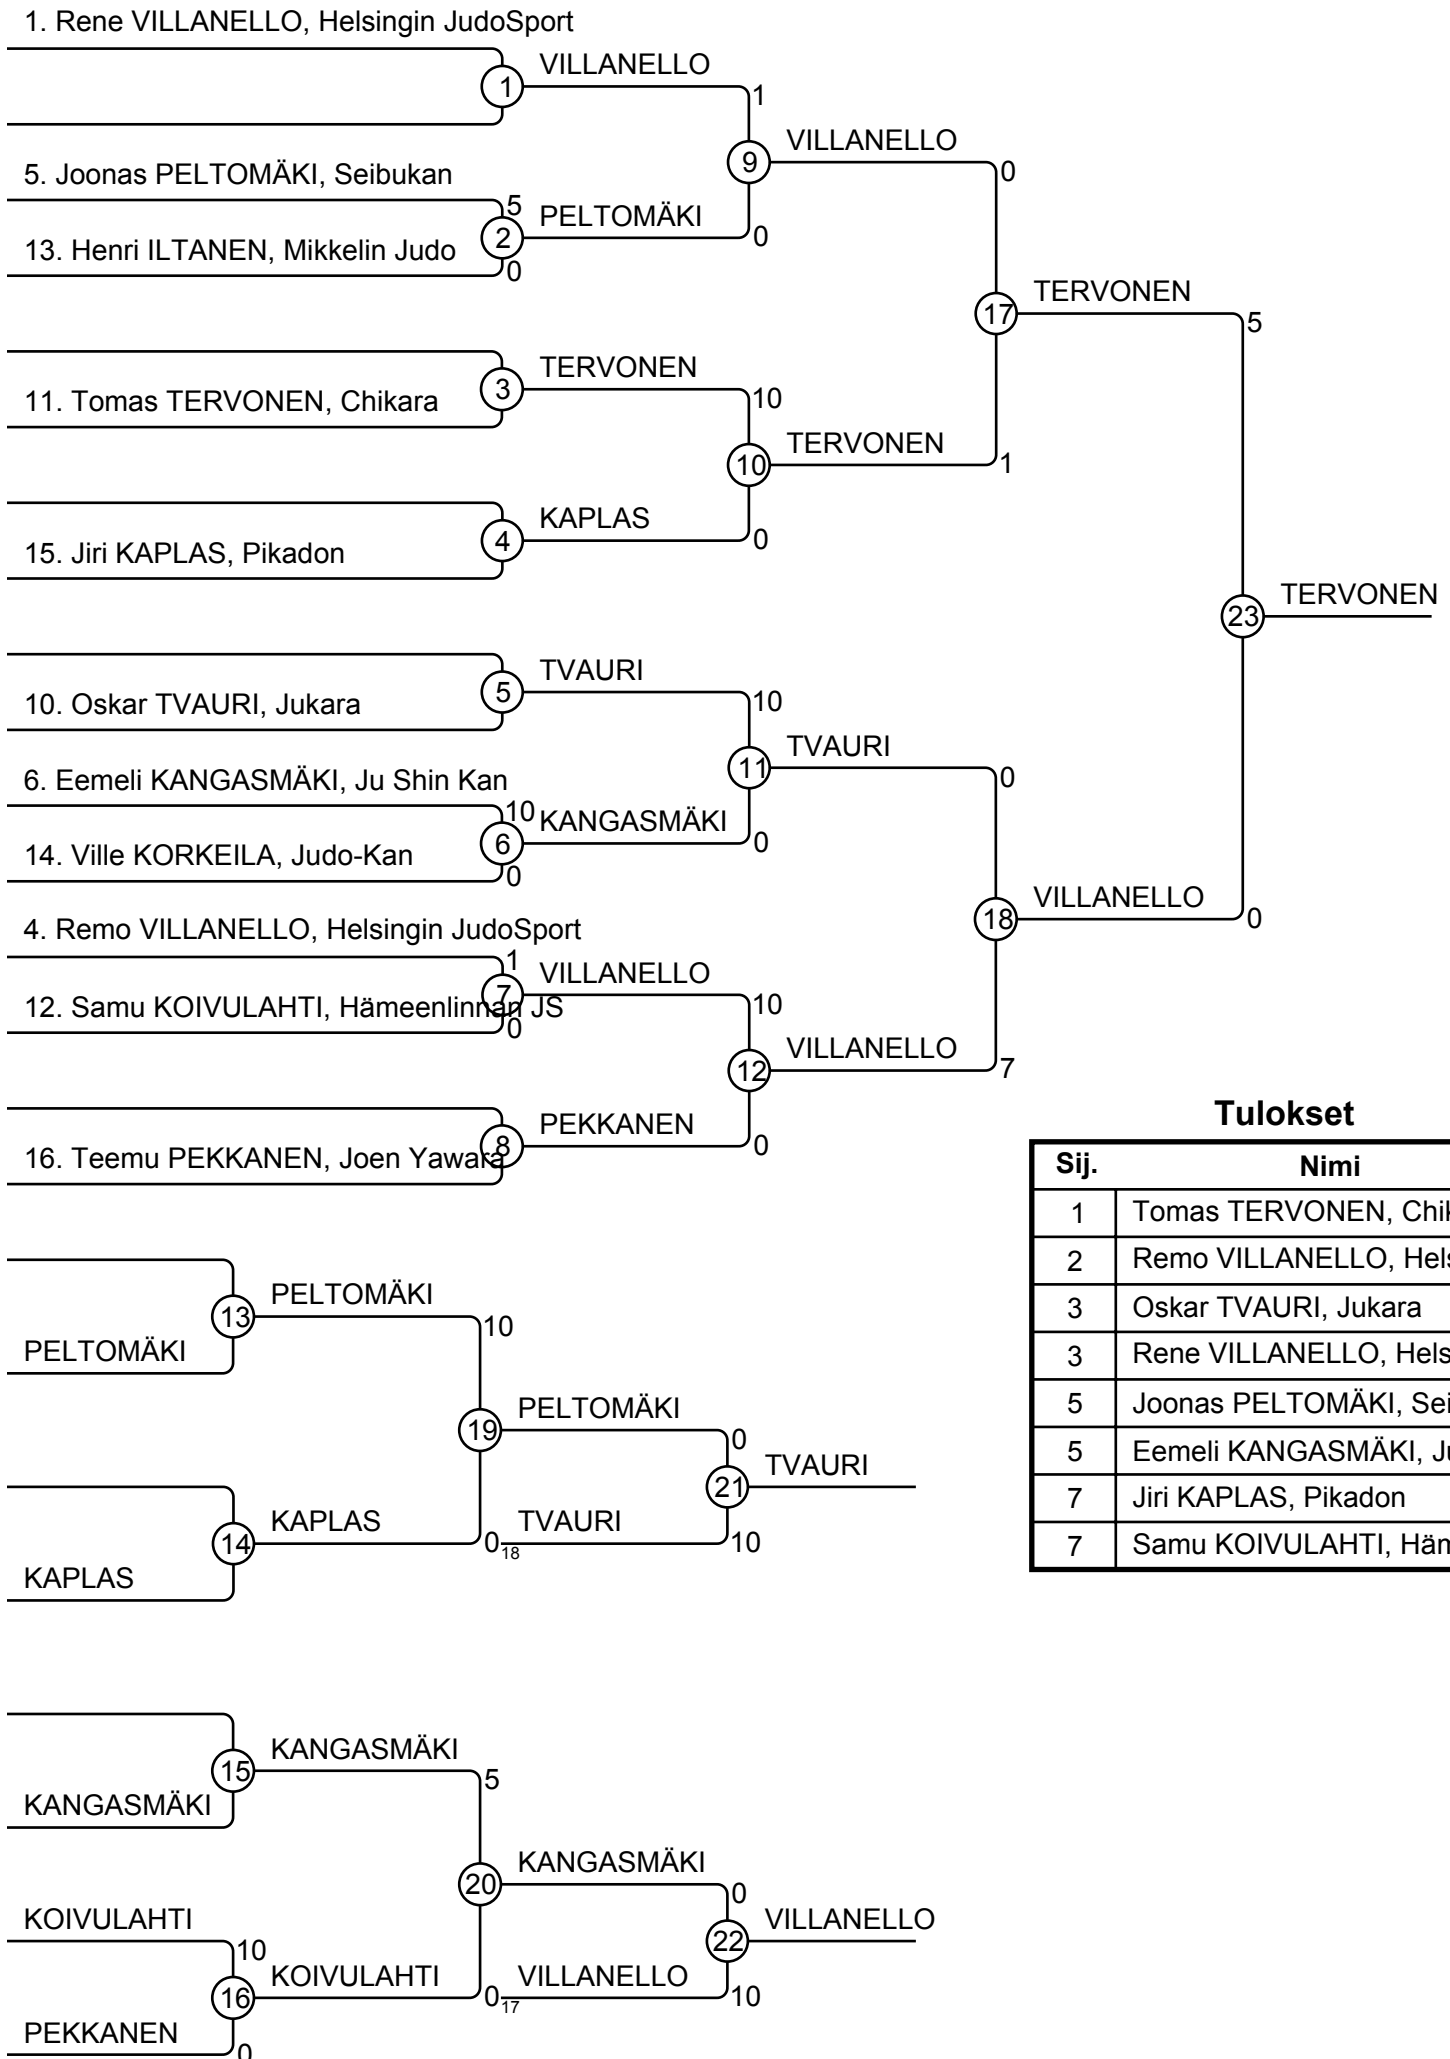 1. Rene VILLANELLO, Helsingin JudoSport
VILLANELLO
1
1
VILLANELLO
9
0
5. Joonas PELTOMÄKI, Seibukan
5
PELTOMÄKI
2
0
13. Henri ILTANEN, Mikkelin Judo
0
TERVONEN
17
5
TERVONEN
3
10
11. Tomas TERVONEN, Chikara
TERVONEN
10
1
KAPLAS
4
0
15. Jiri KAPLAS, Pikadon
TERVONEN
23
TVAURI
5
10
10. Oskar TVAURI, Jukara
TVAURI
11
0
6. Eemeli KANGASMÄKI, Ju Shin Kan
10
KANGASMÄKI
6
0
14. Ville KORKEILA, Judo-Kan
0
VILLANELLO
18
0
4. Remo VILLANELLO, Helsingin JudoSport
1
VILLANELLO
7
10
12. Samu KOIVULAHTI, Hämeenlinnan JS
0
VILLANELLO
12
7
PEKKANEN
8
0
16. Teemu PEKKANEN, Joen Yawara
Tulokset
Sij. Nimi
1 Tomas TERVONEN,
2 Remo VILLANELLO,
3 Oskar TVAURI, Jukara
3 Rene VILLANELLO,
5 Joonas PELTOMÄKI,
5 Eemeli KANGASMÄKI,
7 Jiri KAPLAS, Pikadon
7 Samu KOIVULAHTI,
PELTOMÄKI
13
10
PELTOMÄKI
PELTOMÄKI
19
0
TVAURI
21
KAPLAS
14
0 18
TVAURI
10
KAPLAS
KANGASMÄKI
15
5
KANGASMÄKI
KANGASMÄKI
20
0
KOIVULAHTI
10
VILLANELLO
22
KOIVULAHTI
16
0 17
VILLANELLO
10
PEKKANEN
0